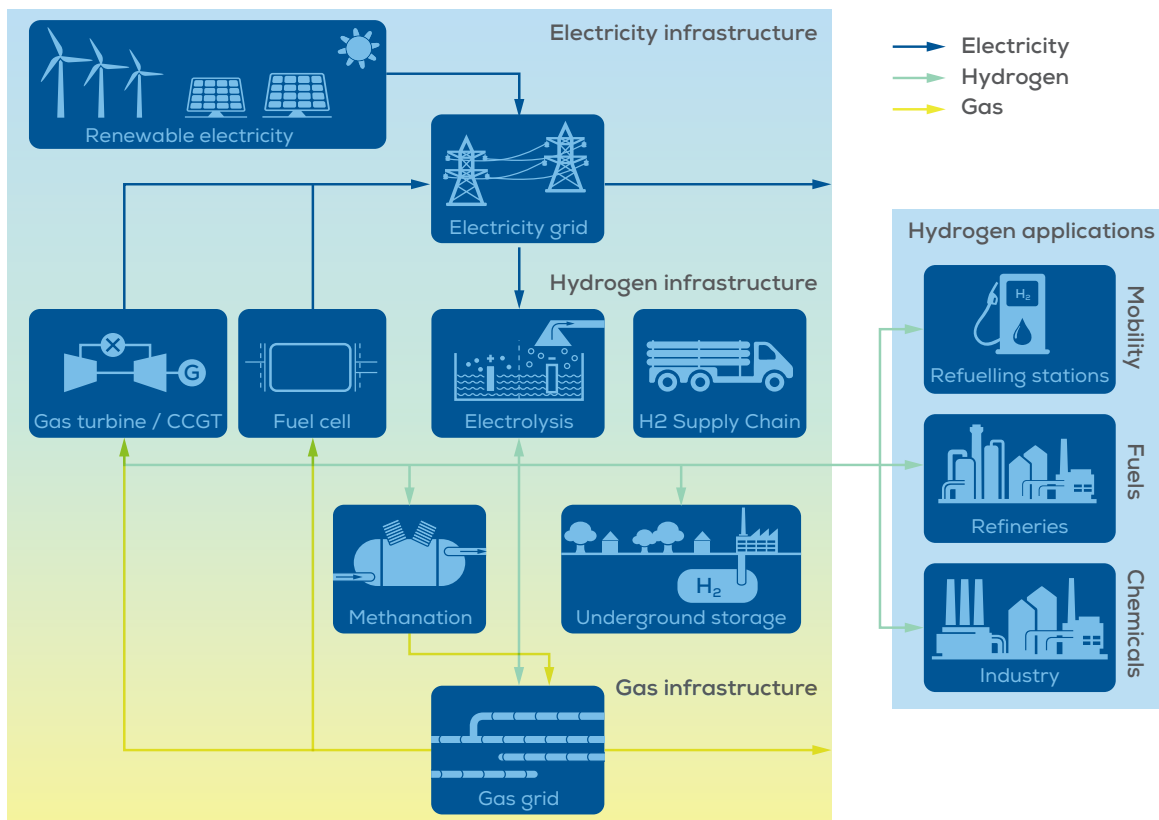 Electricity infrastructure
Renewable electricity
Electricity grid
Electricity
Hydrogen
Gas
Hydrogen infrastructure
G
Gas turbine / CCGT
Fuel cell
+
-
Electrolysis
H2 Supply Chain
Methanation
H₂
Underground storage
Gas infrastructure
Gas grid
Hydrogen applications
H₂
Refuelling stations
Mobility
Refineries
Fuels
Industry
Chemicals